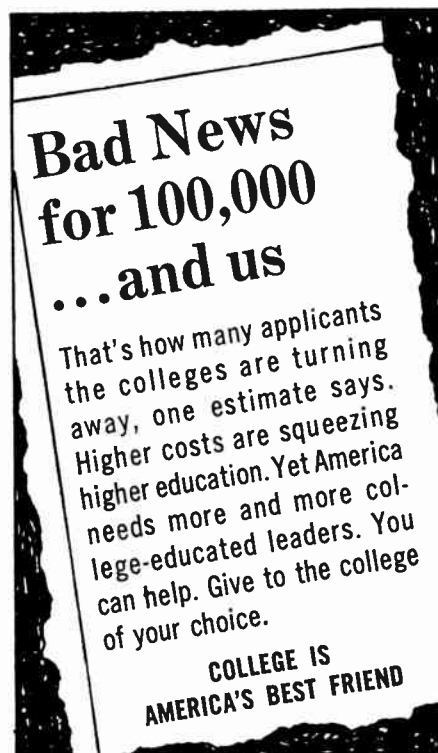 Bad News
for 100,000
...and us
That's how many applicants
the colleges are turning
away, one estimate says.
Higher costs are squeezing
higher education. Yet America
needs more and more col-
lege-educated leaders. You
can help. Give to the college
of your choice.
COLLEGE IS
AMERICA'S BEST FRIEND